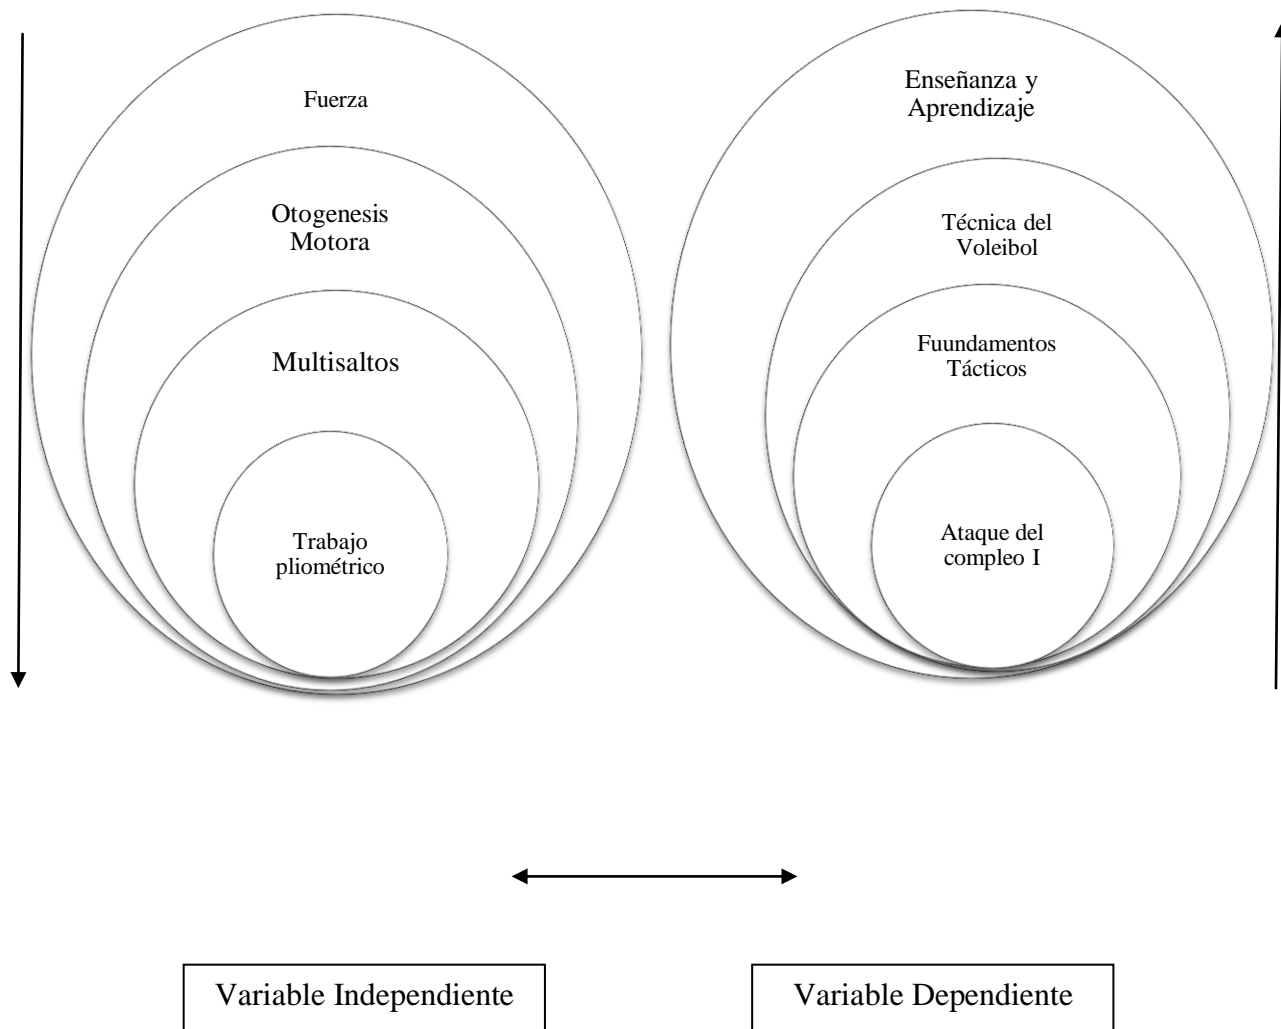 Fuerza
Otogenesis
Motora
Multisaltos
Trabajo
pliométrico
Enseñanza y
Aprendizaje
Técnica del
Voleibol
Fuundamentos
Tácticos
Ataque del
compleo I
Variable Independiente
Variable Dependiente